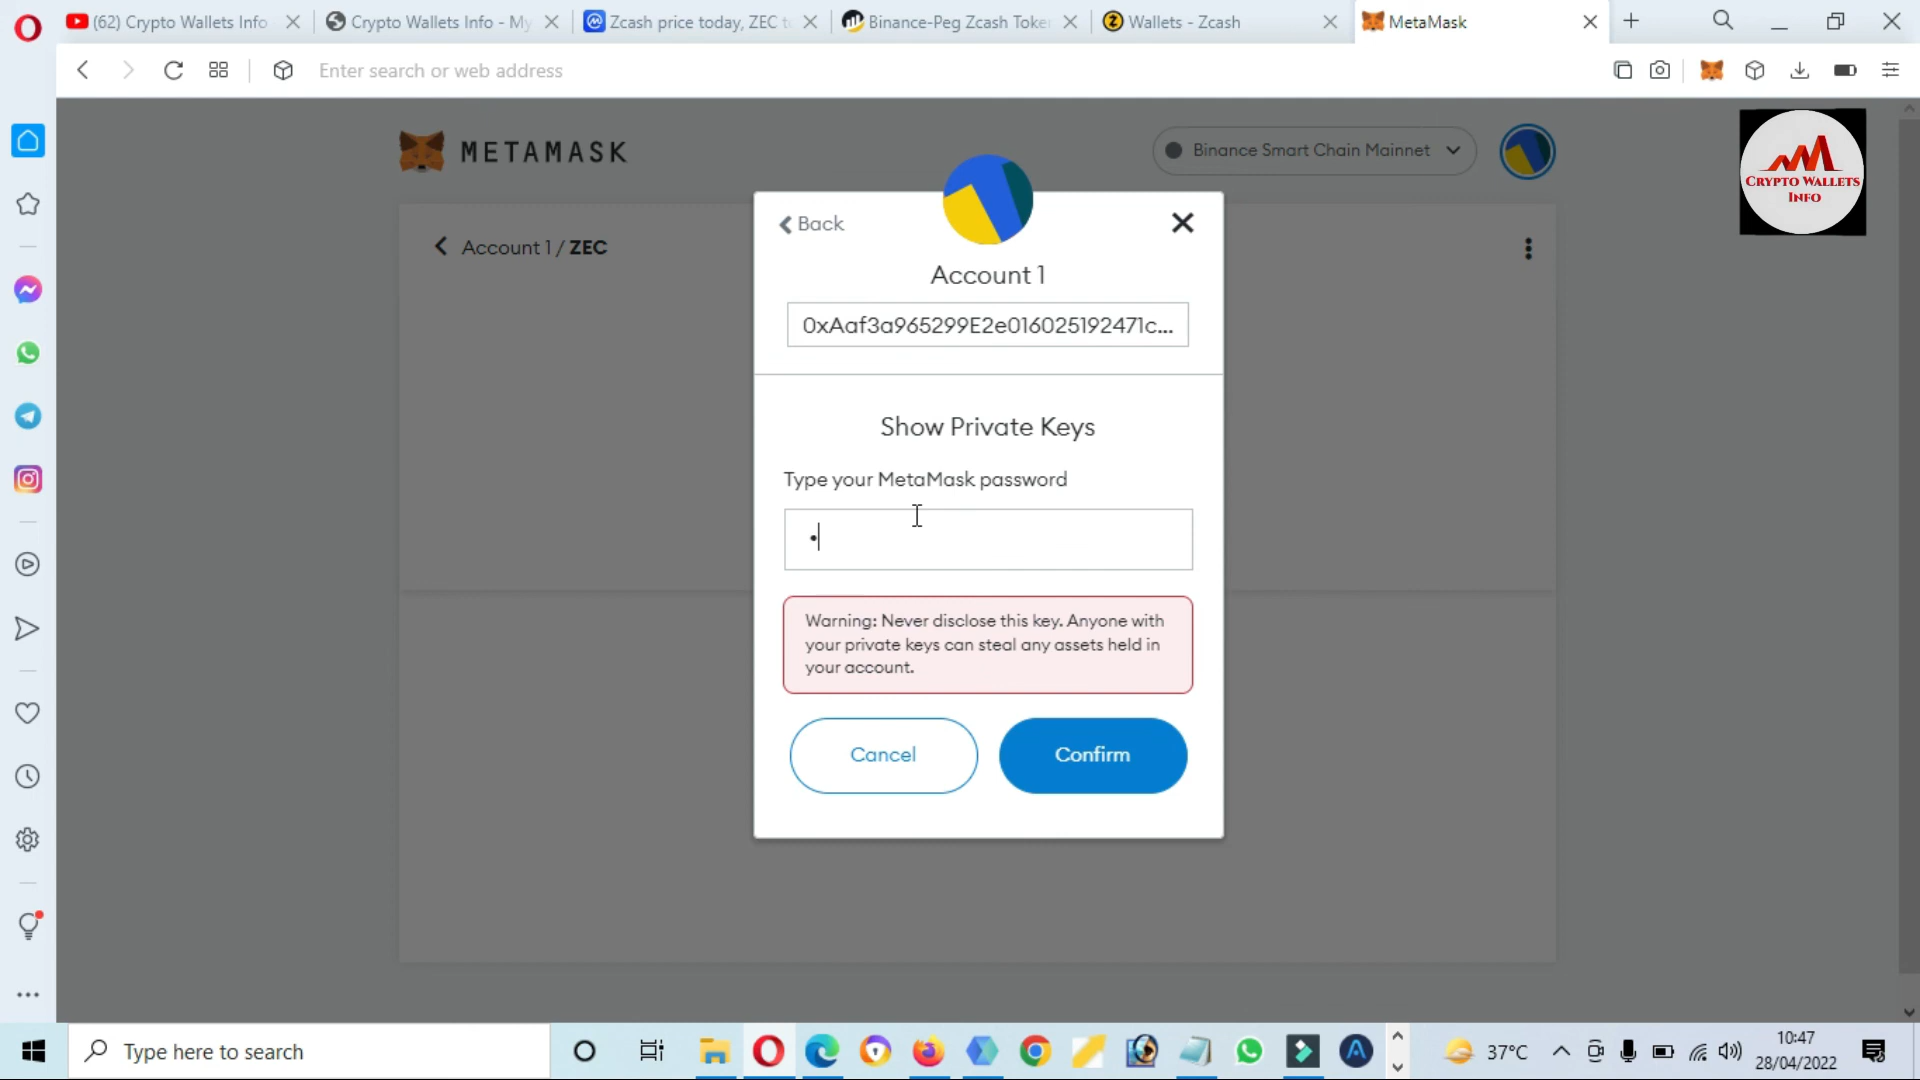 (62) Crypto Wallets Info
Crypto Wallets Info - My
Zcash price today, ZEC t
Binance-Peg Zcash Toke
Wallets - Zcash
MetaMask
Enter search or web address
METAMASK
Binance Smart Chain Mainnet
CRYPTO WALLETS
INFO
Account 1 / ZEC
Back
Account 1
0xAaf3a965299E2e016025192471c...
Show Private Keys
Type your MetaMask password
Warning: Never disclose this key. Anyone with
your private keys can steal any assets held in
your account.
Cancel
Confirm
Type here to search
37°C
10:47
28/04/2022